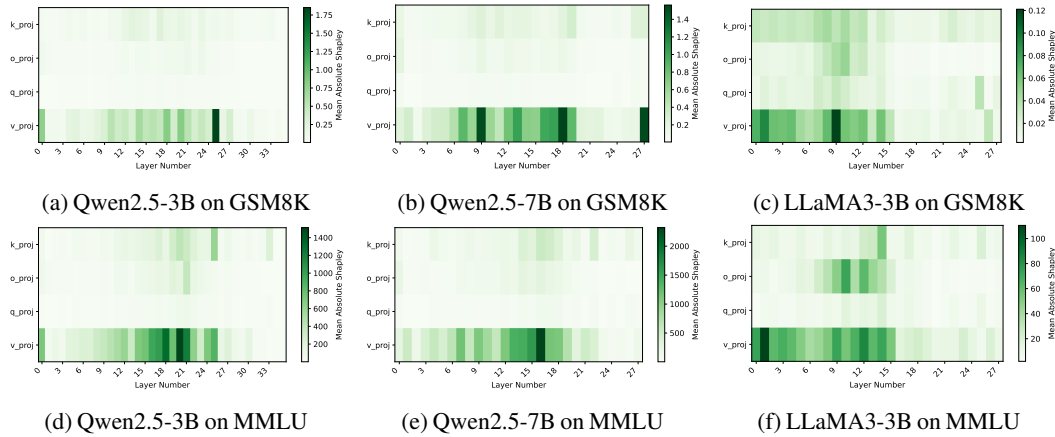 k_proj
o_proj
q_proj
v_proj
0 3 6 9 12 15 18 21 24 27 30 33
Layer Number
1.75
1.50
1.25
1.00
0.75
0.50
0.25
Mean Absolute Shapley
(a) Qwen2.5-3B on GSM8K
k_proj
o_proj
q_proj
v_proj
0 3 6 9 12 15 18 21 24 27
Layer Number
1.4
1.2
1.0
0.8
0.6
0.4
0.2
Mean Absolute Shapley
(b) Qwen2.5-7B on GSM8K
k_proj
o_proj
q_proj
v_proj
0 3 6 9 12 15 18 21 24 27
Layer Number
0.12
0.10
0.08
0.06
0.04
0.02
Mean Absolute Shapley
(c) LLaMA3-3B on GSM8K
k_proj
o_proj
q_proj
v_proj
0 3 6 9 12 15 18 21 24 27 30 33
Layer Number
1400
1200
1000
800
600
400
200
Mean Absolute Shapley
(d) Qwen2.5-3B on MMLU
k_proj
o_proj
q_proj
v_proj
0 3 6 9 12 15 18 21 24 27
Layer Number
2000
1500
1000
500
Mean Absolute Shapley
(e) Qwen2.5-7B on MMLU
k_proj
o_proj
q_proj
v_proj
0 3 6 9 12 15 18 21 24 27
Layer Number
100
80
60
40
20
Mean Absolute Shapley
(f) LLaMA3-3B on MMLU